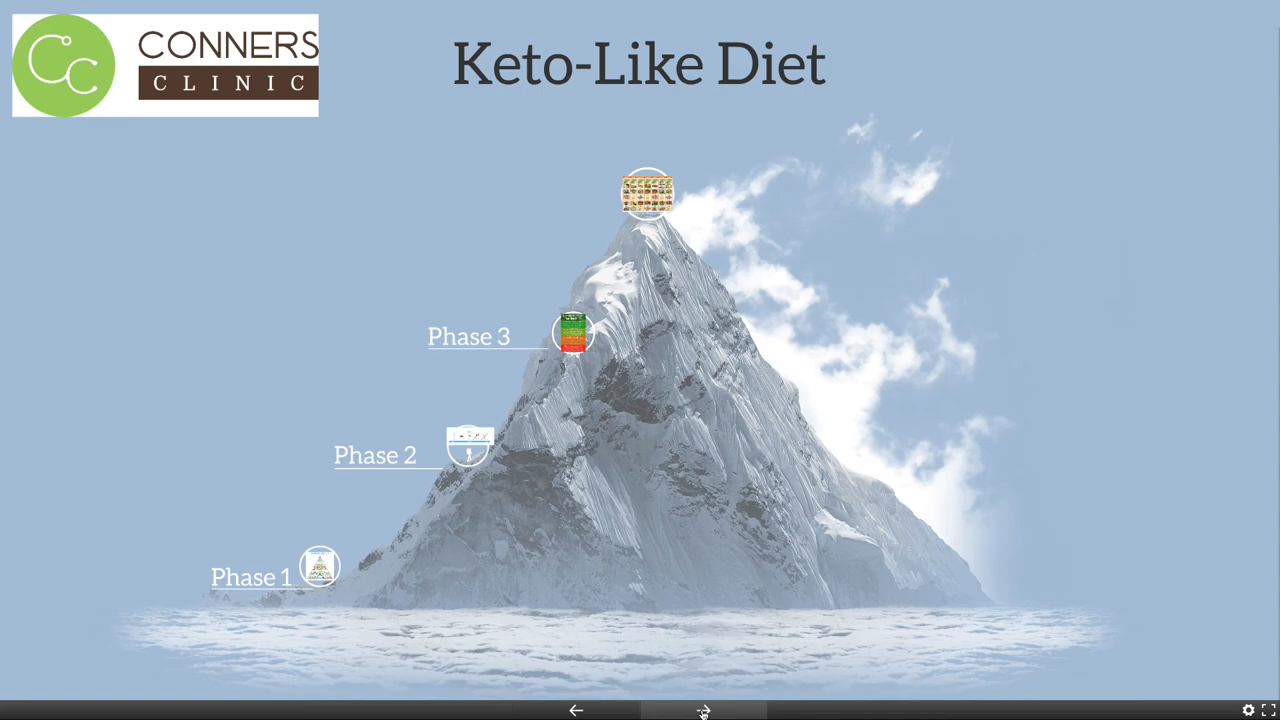 CONNERS
CLINIC
Keto-Like Diet
Phase 3
Phase 2
Phase 1